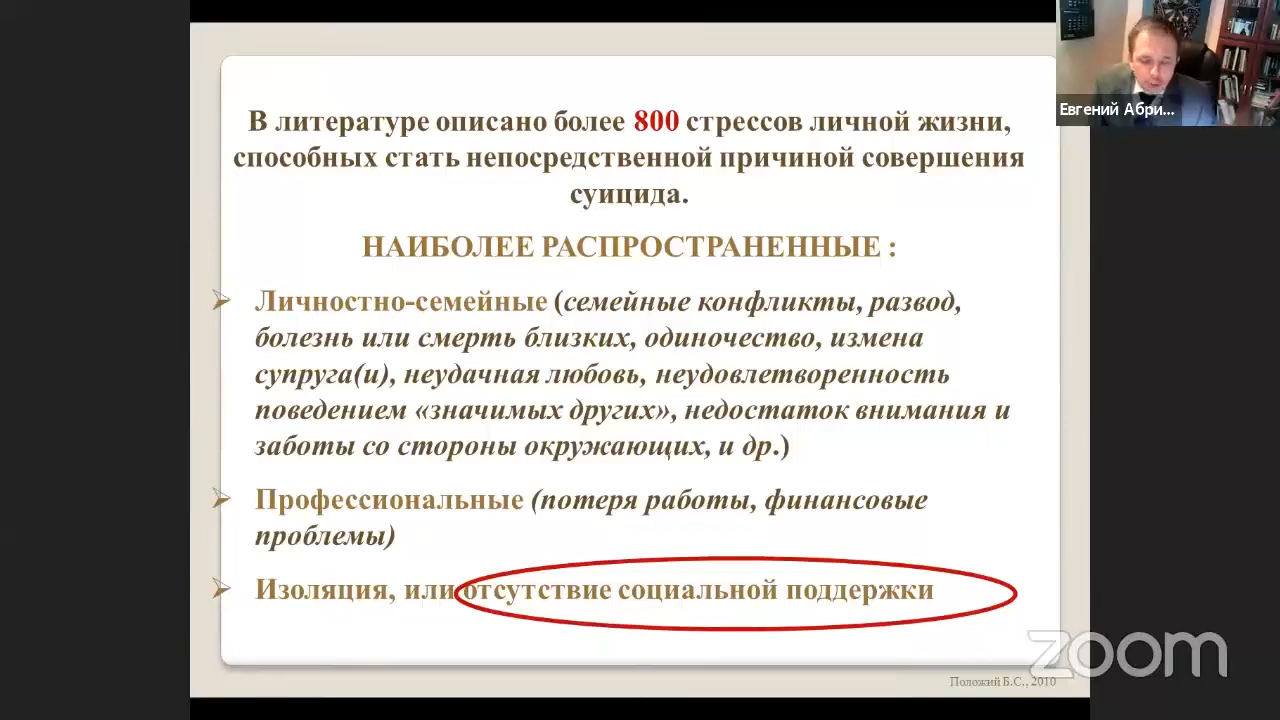 В литературе описано более 800 стрессов личной жизни,
способных стать непосредственной причиной совершения
суицида.
НАИБОЛЕЕ РАСПРОСТРАНЕННЫЕ :
Личностно-семейные (семейные конфликты, развод,
болезнь или смерть близких, одиночество, измена
супруга(и), неудачная любовь, неудовлетворенность
поведением «значимых других», недостаток внимания и
заботы со стороны окружающих, и др.)
Профессиональные (потеря работы, финансовые
проблемы)
Изоляция, или отсутствие социальной поддержки
Положий Б.С., 2010
Евгений Абри...
zoom